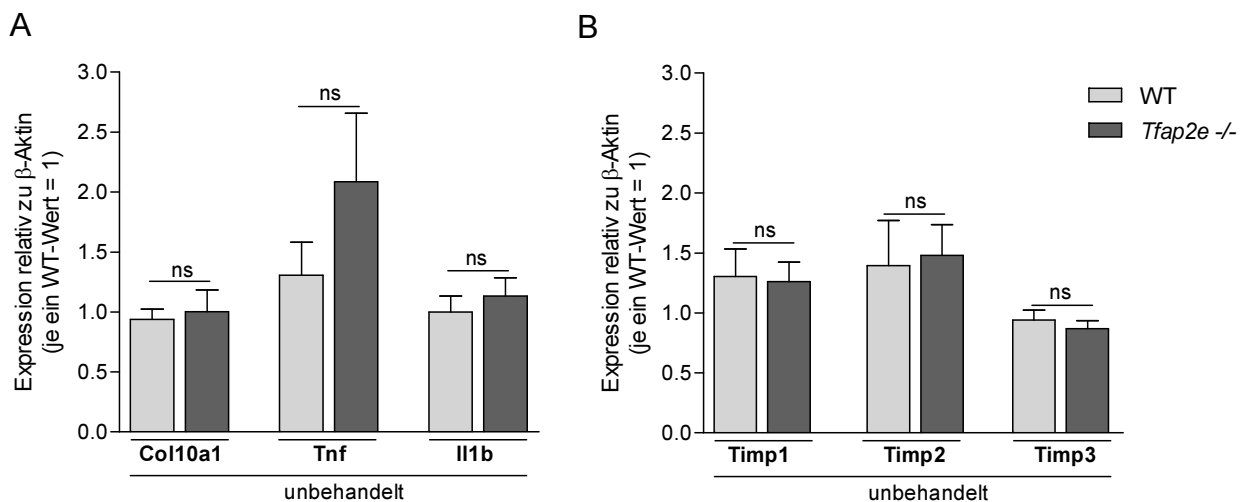 A
Expression relativ zu β-Aktin
(je ein WT-Wert = 1)
3.0
2.5
2.0
1.5
1.0
0.5
0.0
ns
ns
ns
Col10a1
Tnf
Il1b
unbehandelt
B
Expression relativ zu β-Aktin
(je ein WT-Wert = 1)
3.0
2.5
2.0
1.5
1.0
0.5
0.0
ns
ns
ns
Timp1
Timp2
Timp3
unbehandelt
WT
Tfap2e -/-